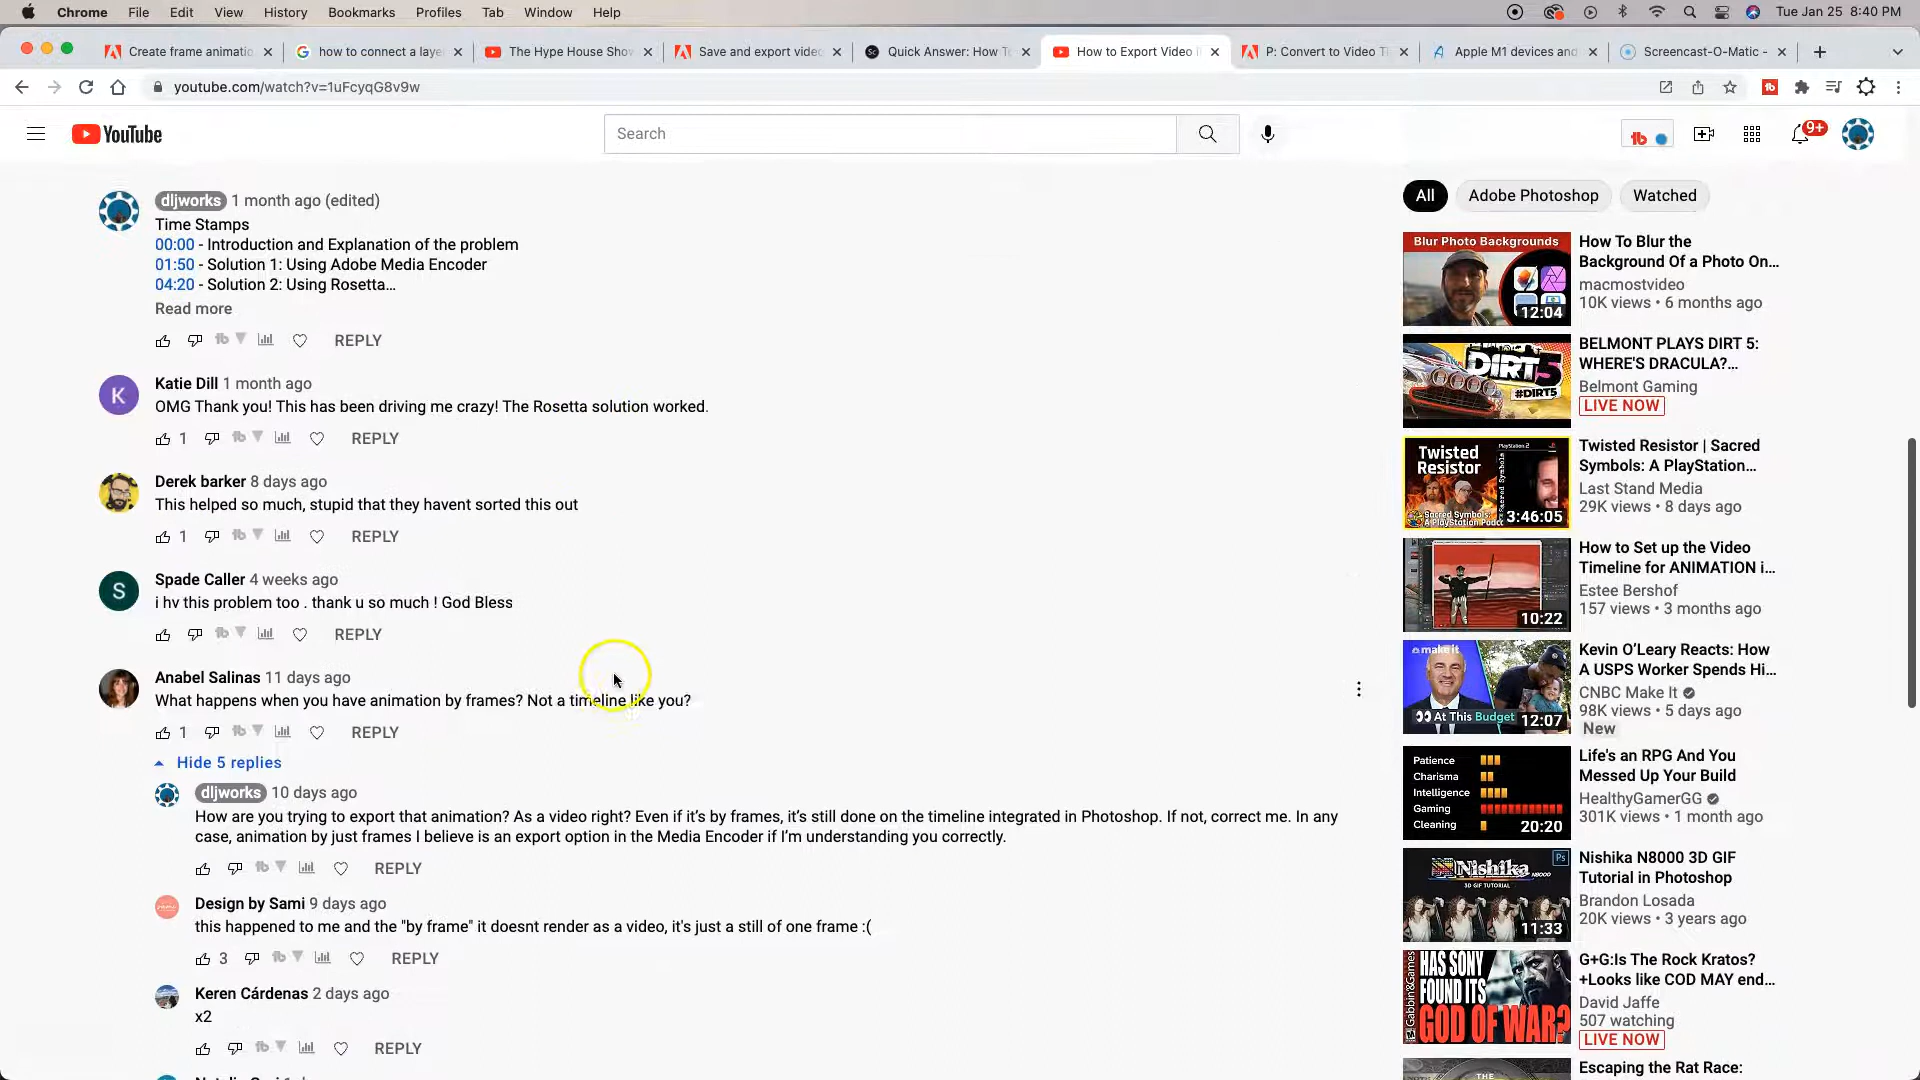 Chrome File Edit View History Bookmarks Profiles Tab Window Help Tue Jan 25 8:40 PM
Create frame animatio how to connect a laye The Hype House Sho Save and export vide Quick Answer: How T How to Export Video I P: Convert to Video Ti Apple M1 devices and Screencast-O-Matic -
youtube.com/watch?v=1uFcyqG8v9w
YouTube Search 9+
All Adobe Photoshop Watched
dljworks 1 month ago (edited)
Time Stamps
00:00 - Introduction and Explanation of the problem
01:50 - Solution 1: Using Adobe Media Encoder
04:20 - Solution 2: Using Rosetta...
Read more
REPLY
Katie Dill 1 month ago
OMG Thank you! This has been driving me crazy! The Rosetta solution worked.
1 REPLY
Derek barker 8 days ago
This helped so much, stupid that they havent sorted this out
1 REPLY
Spade Caller 4 weeks ago
i hv this problem too . thank u so much ! God Bless
REPLY
Anabel Salinas 11 days ago
What happens when you have animation by frames? Not a timeline like you?
1 REPLY
Hide 5 replies
dljworks 10 days ago
How are you trying to export that animation? As a video right? Even if it's by frames, it's still done on the timeline integrated in Photoshop. If not, correct me. In any
case, animation by just frames I believe is an export option in the Media Encoder if I'm understanding you correctly.
REPLY
Design by Sami 9 days ago
this happened to me and the "by frame" it doesnt render as a video, it's just a still of one frame :(
3 REPLY
Keren Cárdenas 2 days ago
x2
REPLY
Blur Photo Backgrounds
12:04
How To Blur the
Background Of a Photo On...
macmostvideo
10K views • 6 months ago
DIRT 5
#DIRT5
BELMONT PLAYS DIRT 5:
WHERE'S DRACULA?...
Belmont Gaming
LIVE NOW
Twisted
Resistor
PlayStation.2
3:46:05
Twisted Resistor | Sacred
Symbols: A PlayStation...
Last Stand Media
29K views • 8 days ago
10:22
How to Set up the Video
Timeline for ANIMATION i...
Estee Bershof
157 views • 3 months ago
make it
At This Budget 12:07
Kevin O'Leary Reacts: How
A USPS Worker Spends Hi...
CNBC Make It
98K views • 5 days ago
New
Patience
Charisma
Intelligence
Gaming
Cleaning
20:20
Life's an RPG And You
Messed Up Your Build
HealthyGamerGG
301K views • 1 month ago
Ps
Nishika N8000
3D GIF TUTORIAL
11:33
Nishika N8000 3D GIF
Tutorial in Photoshop
Brandon Losada
20K views • 3 years ago
HAS SONY
FOUND ITS
GOD OF WAR?
G+G:Is The Rock Kratos?
+Looks like COD MAY end...
David Jaffe
507 watching
LIVE NOW
THE
Escaping the Rat Race: